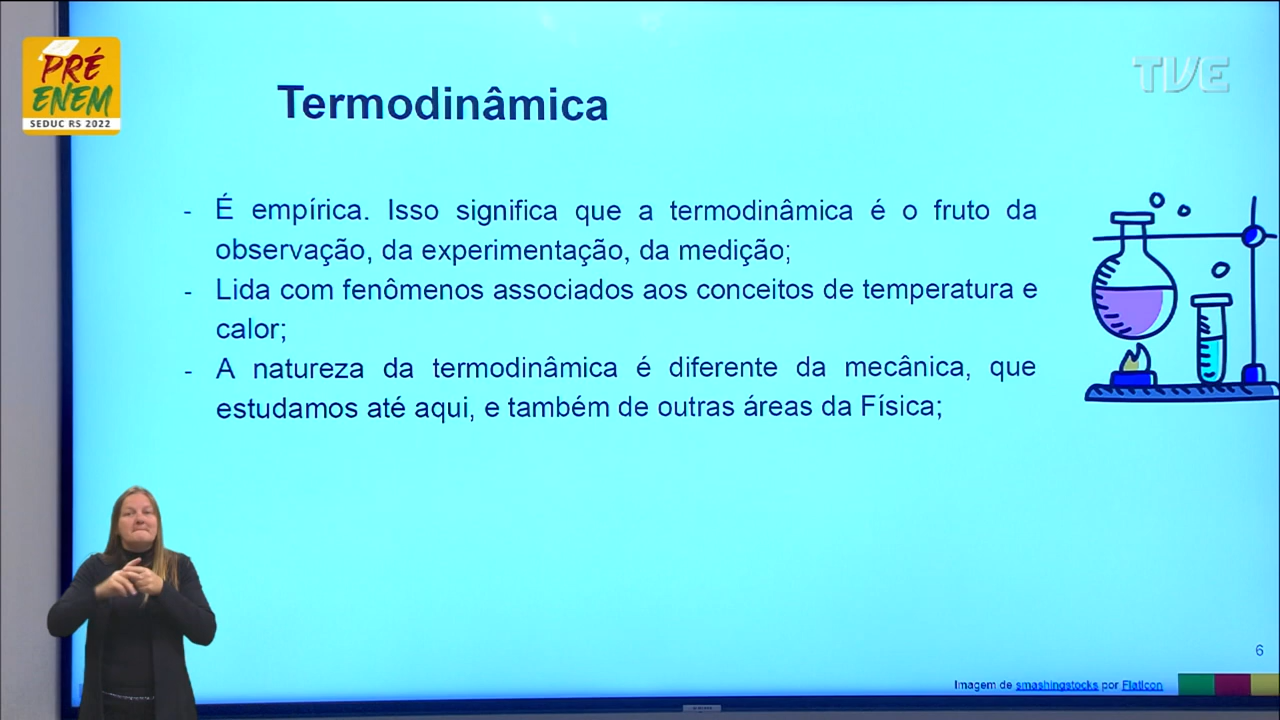 PRÉ
ENEM
SEDUC RS 2022
TVE
Termodinâmica
- É empírica. Isso significa que a termodinâmica é o fruto da
observação, da experimentação, da medição;
- Lida com fenômenos associados aos conceitos de temperatura e
calor;
- A natureza da termodinâmica é diferente da mecânica, que
estudamos até aqui, e também de outras áreas da Física;
6
Imagem de smashingstocks por Flaticon